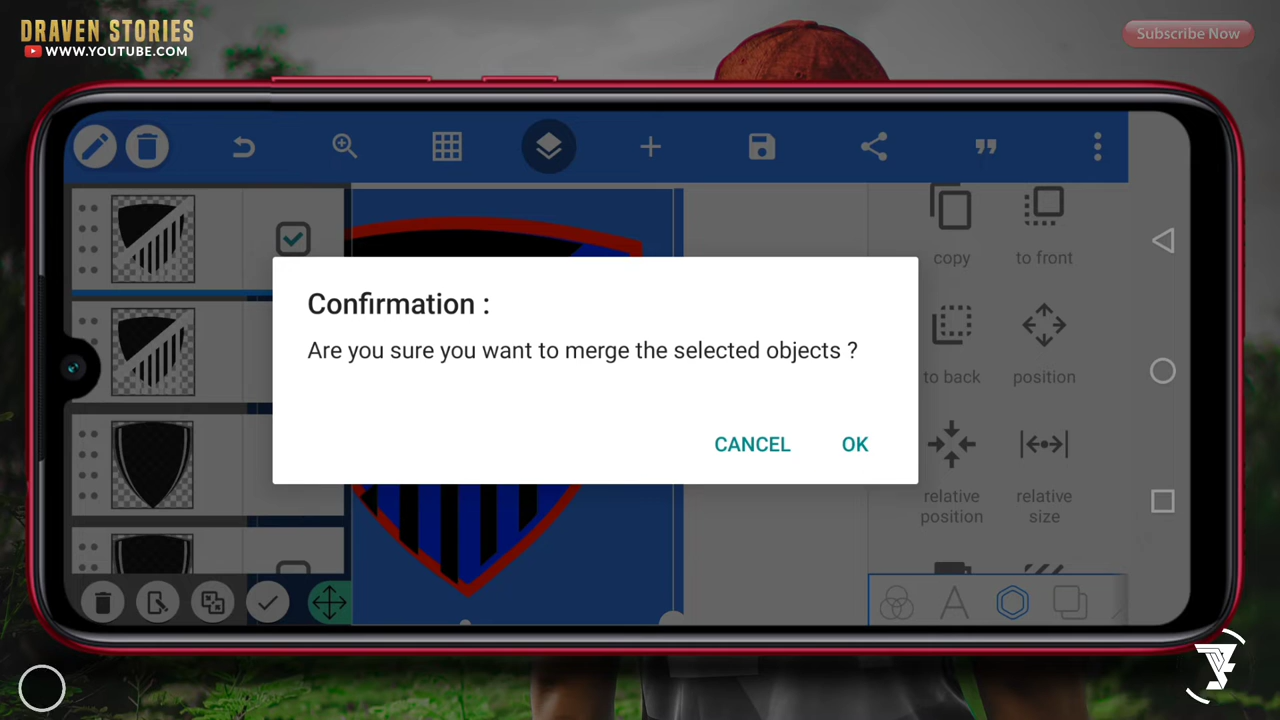 DRAVEN STORIES
WWW.YOUTUBE.COM
Subscribe Now
copy
to front
Confirmation :
Are you sure you want to merge the selected objects ?
to back
position
CANCEL
OK
relative
position
relative
size